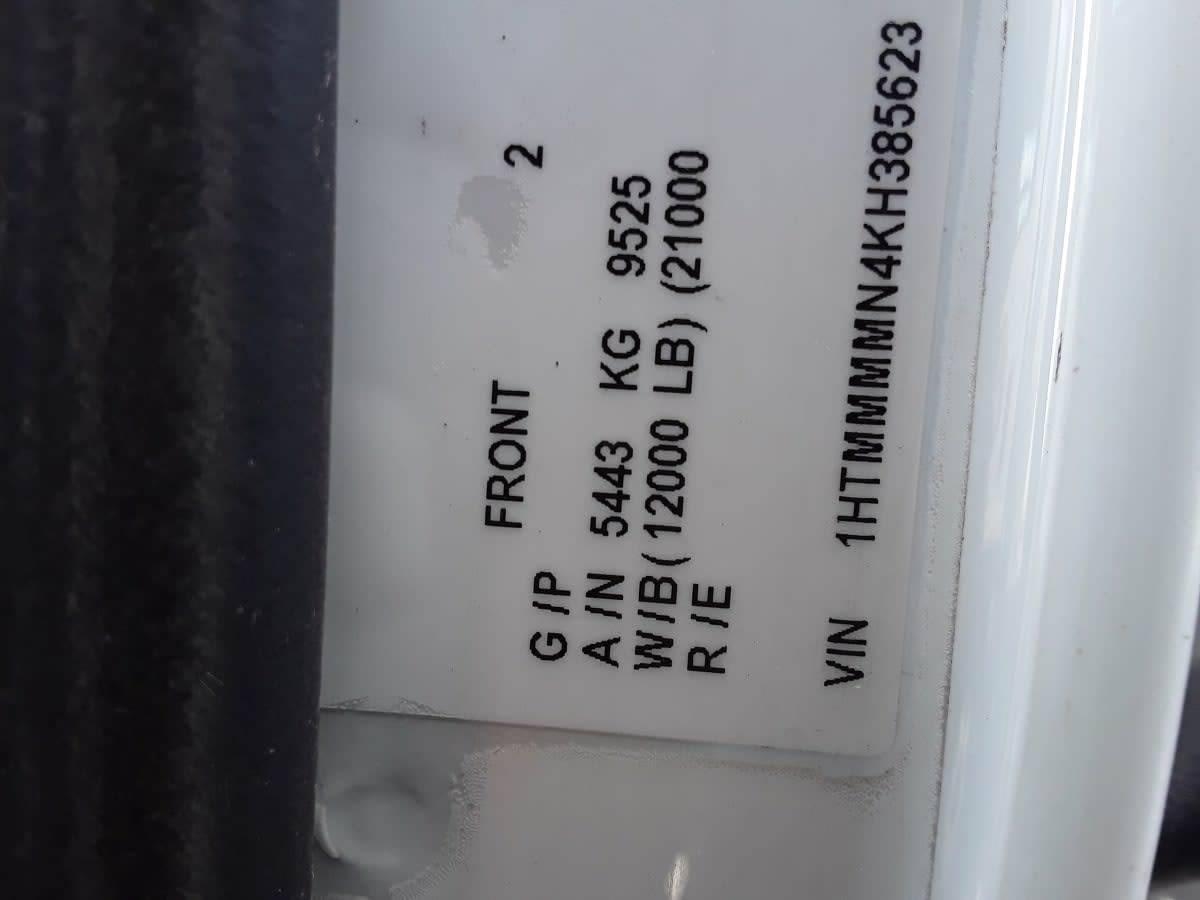 FRONT 2
G /P
A /N 5443 KG 9525
W/B(12000 LB) (21000
R /E
VIN 1HTMMMMN4KH385623